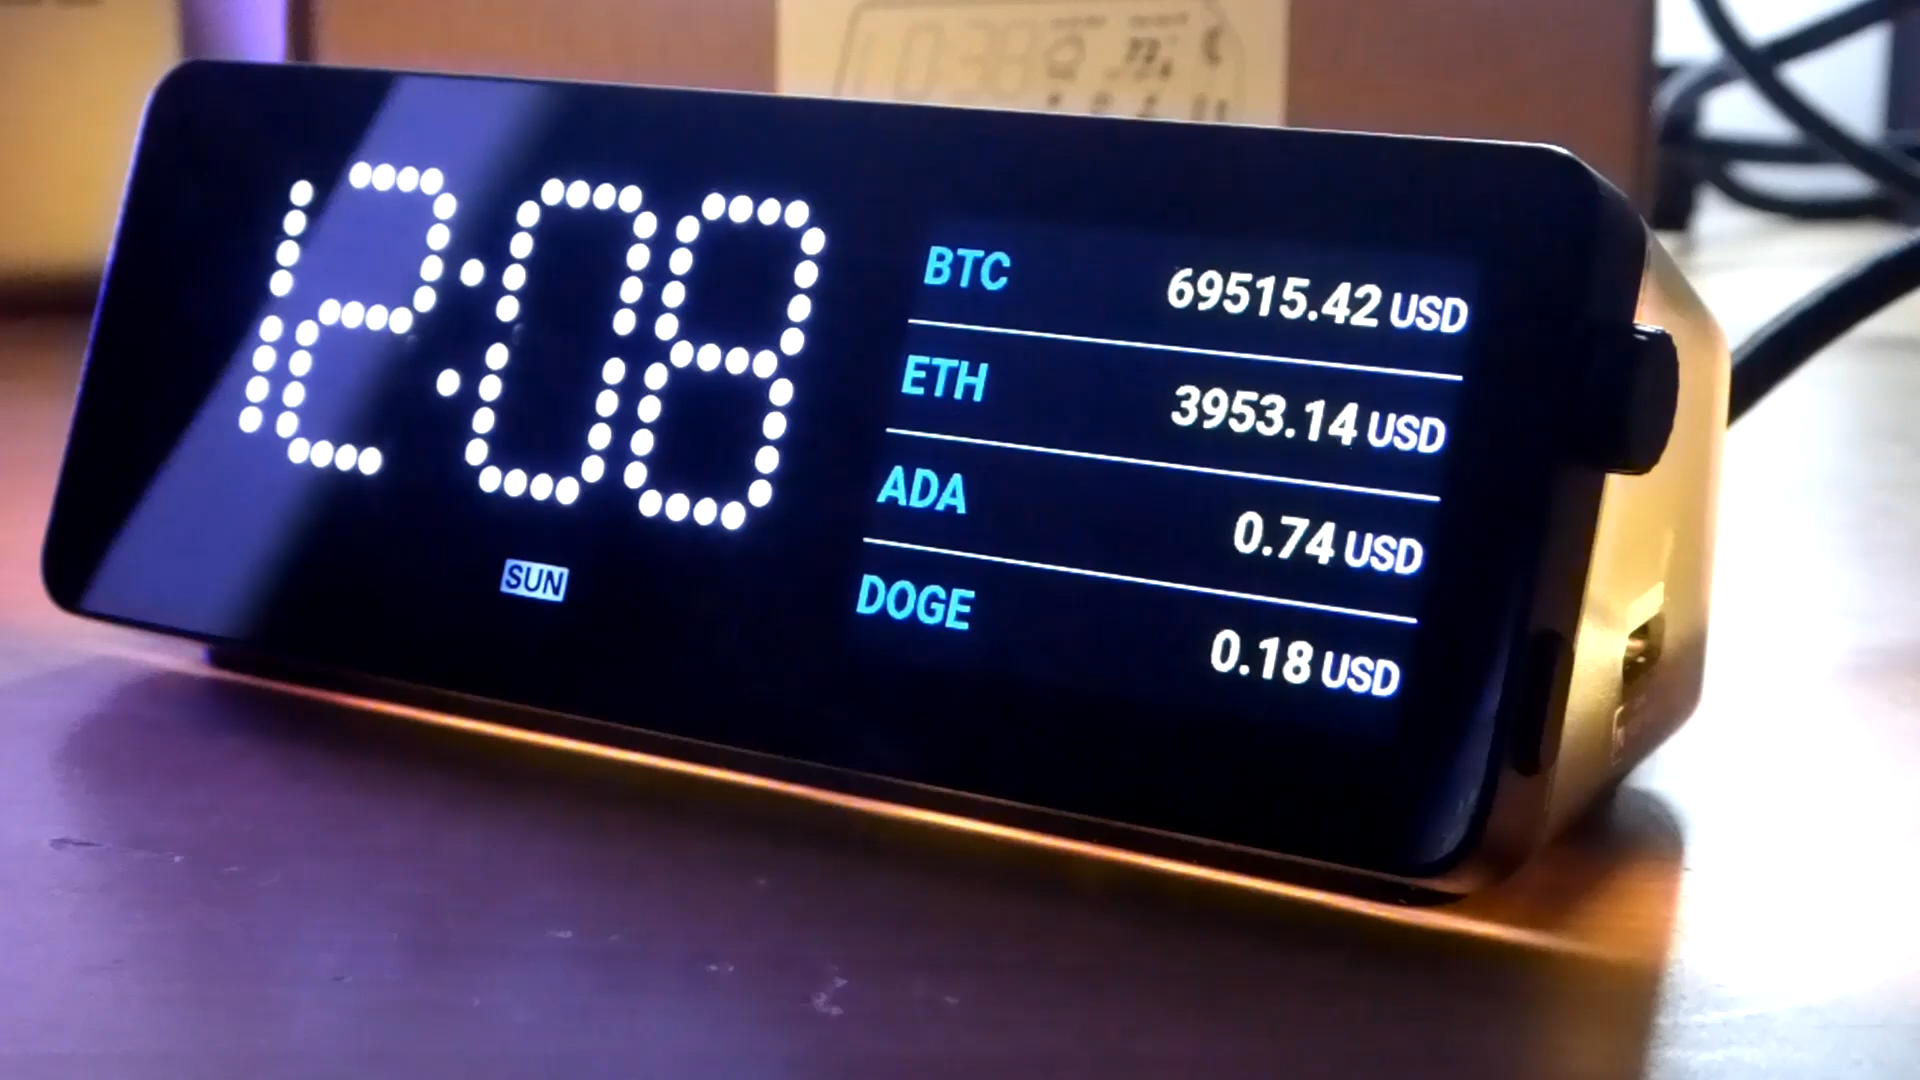 12:08
SUN
BTC 69515.42 USD
ETH 3953.14 USD
ADA 0.74 USD
DOGE 0.18 USD